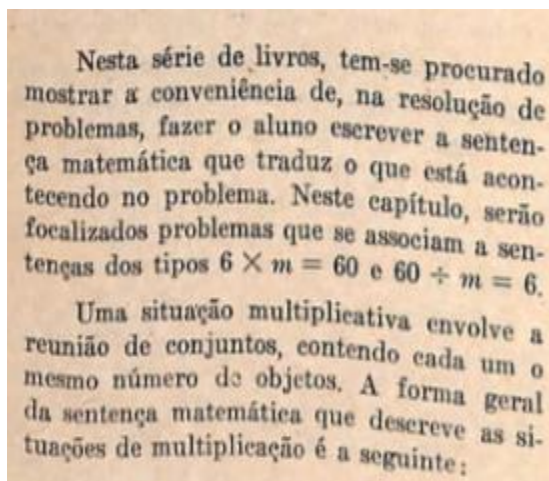 Nesta série de livros, tem-se procurado
mostrar a conveniência de, na resolução de
problemas, fazer o aluno escrever a senten-
ça matemática que traduz o que está acon-
tecendo no problema. Neste capítulo, serão
focalizados problemas que se associam a sen-
tenças dos tipos 6 × m = 60 e 60 ÷ m = 6.
Uma situação multiplicativa envolve a
reunião de conjuntos, contendo cada um o
mesmo número de objetos. A forma geral
da sentença matemática que descreve as si-
tuações de multiplicação é a seguinte: